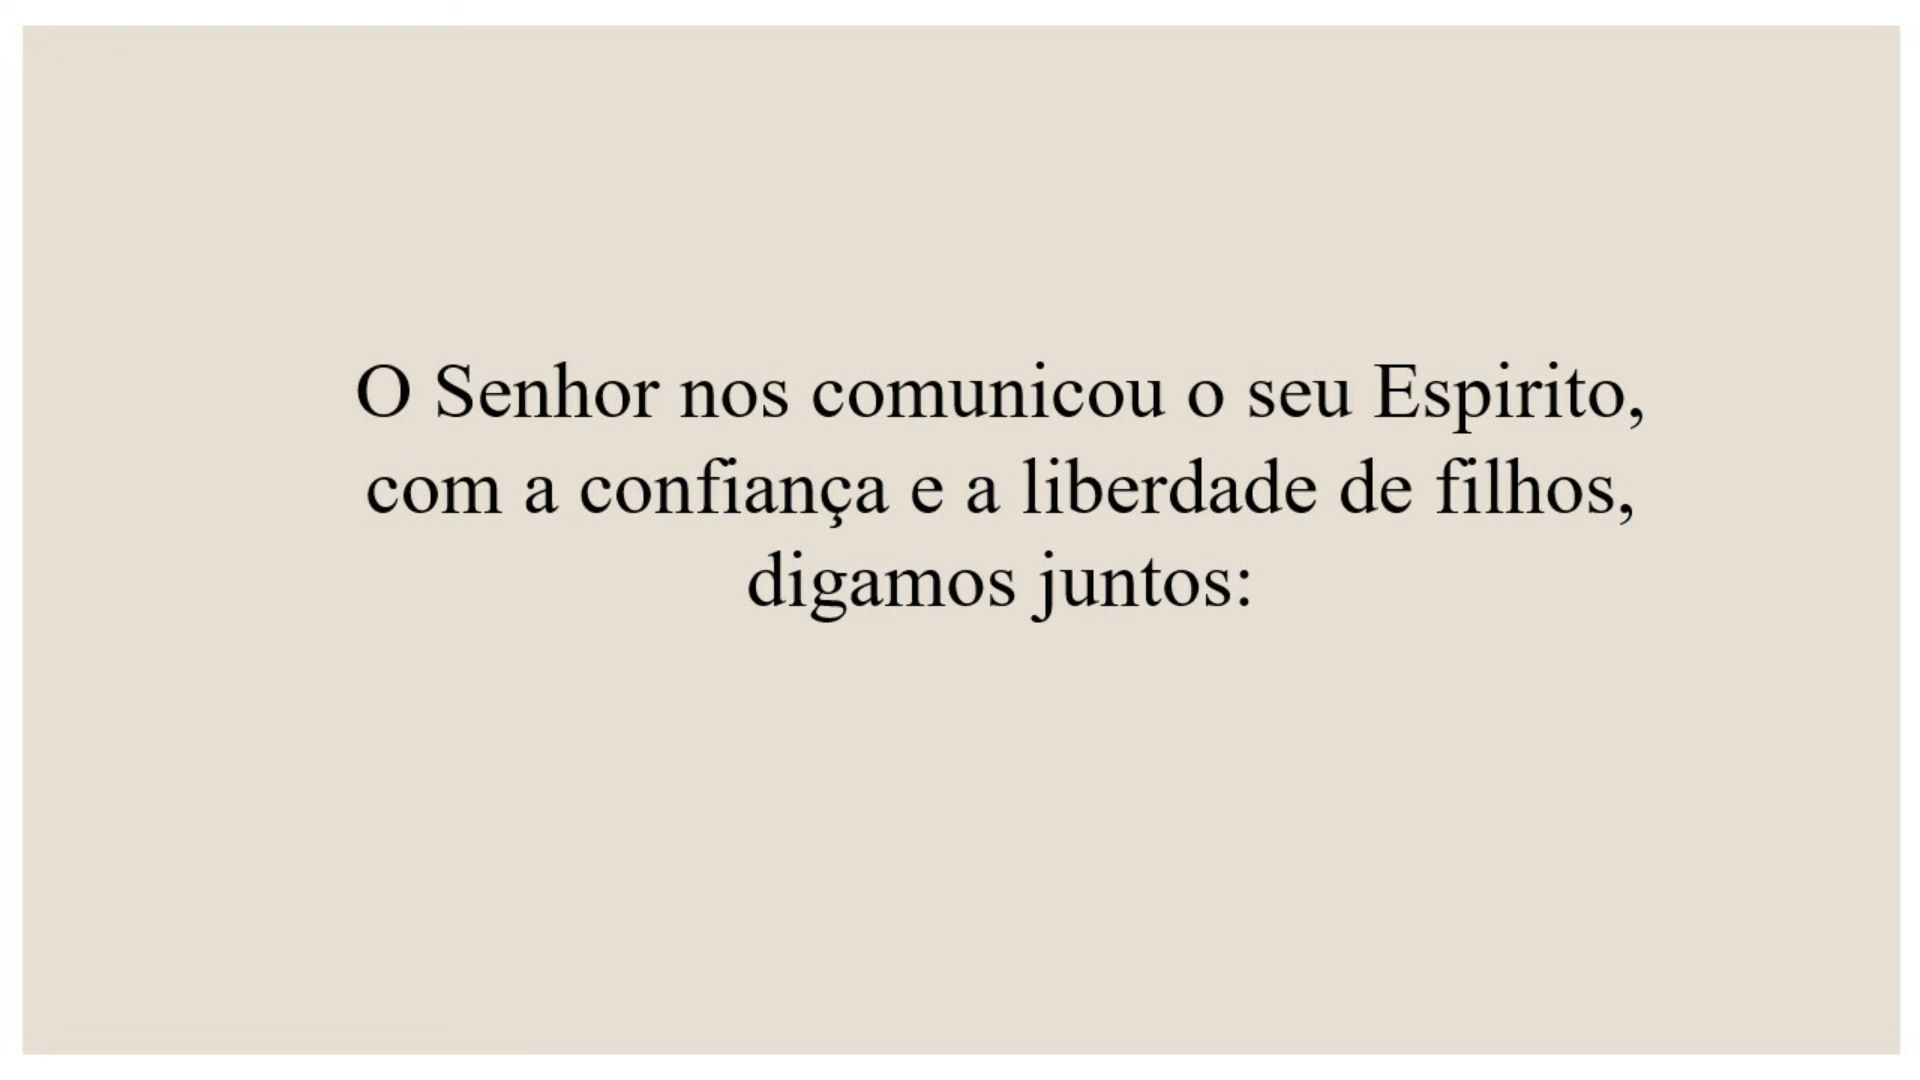 O Senhor nos comunicou o seu Espirito,
com a confiança e a liberdade de filhos,
digamos juntos: